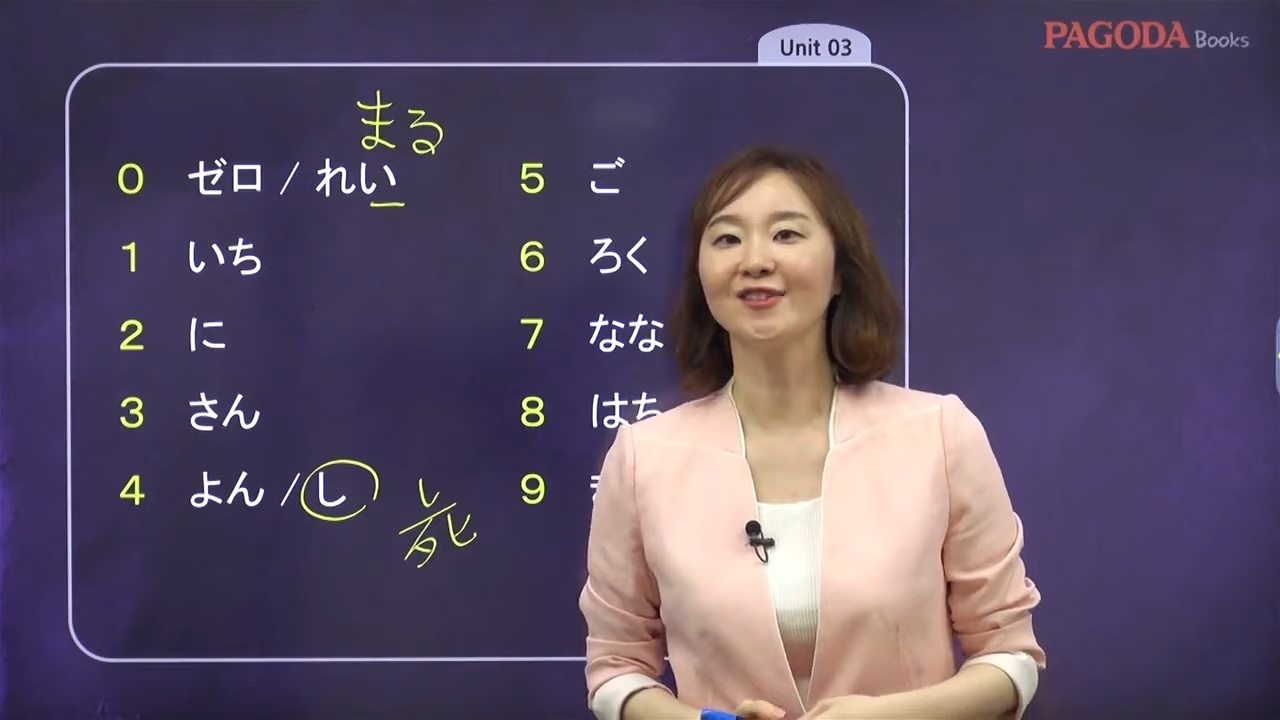 Unit 03
PAGODA Books
まる
0 ゼロ / れい
1 いち
2 に
3 さん
4 よん / し
死
5 ご
6 ろく
7 なな
8 はち
9